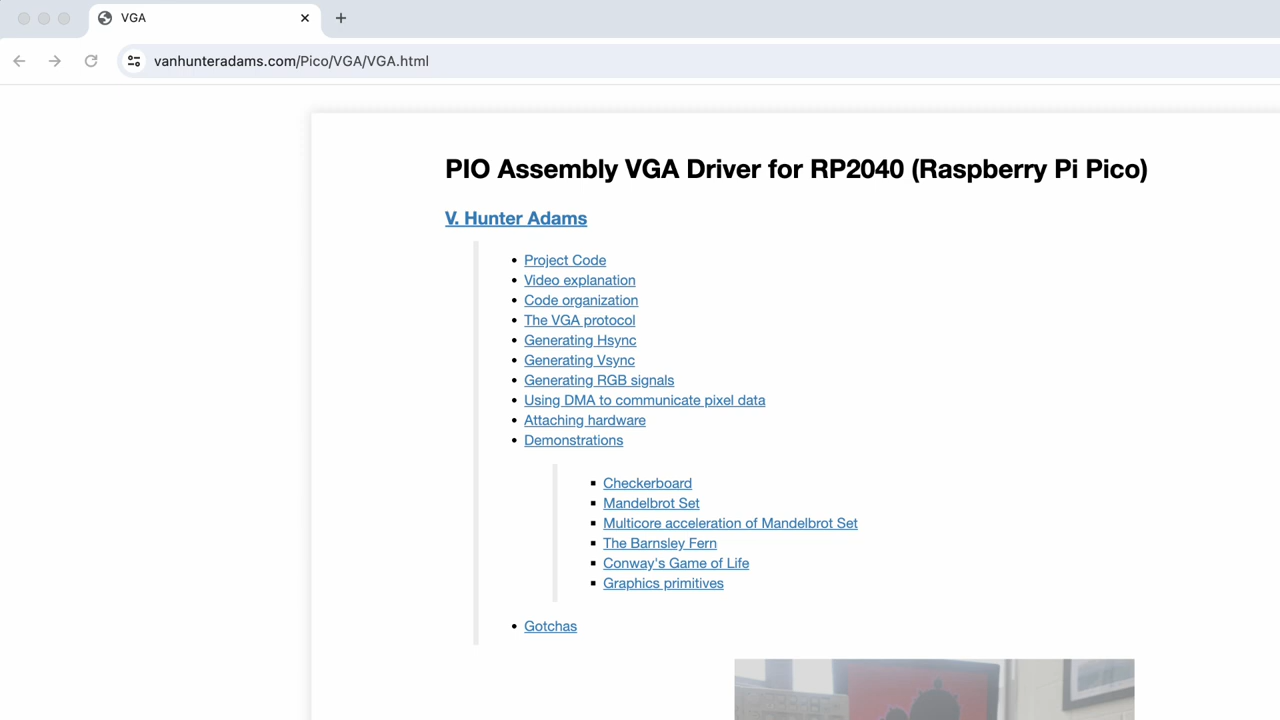 VGA
vanhunteradams.com/Pico/VGA/VGA.html
PIO Assembly VGA Driver for RP2040 (Raspberry Pi Pico)
V. Hunter Adams
Project Code
Video explanation
Code organization
The VGA protocol
Generating Hsync
Generating Vsync
Generating RGB signals
Using DMA to communicate pixel data
Attaching hardware
Demonstrations
Checkerboard
Mandelbrot Set
Multicore acceleration of Mandelbrot Set
The Barnsley Fern
Conway's Game of Life
Graphics primitives
Gotchas